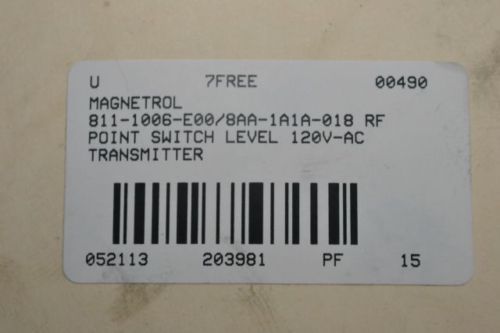 U 7FREE 00490
MAGNETROL
811-1006-E00/8AA-1A1A-018 RF
POINT SWITCH LEVEL 120V-AC
TRANSMITTER
052113 203981 PF 15